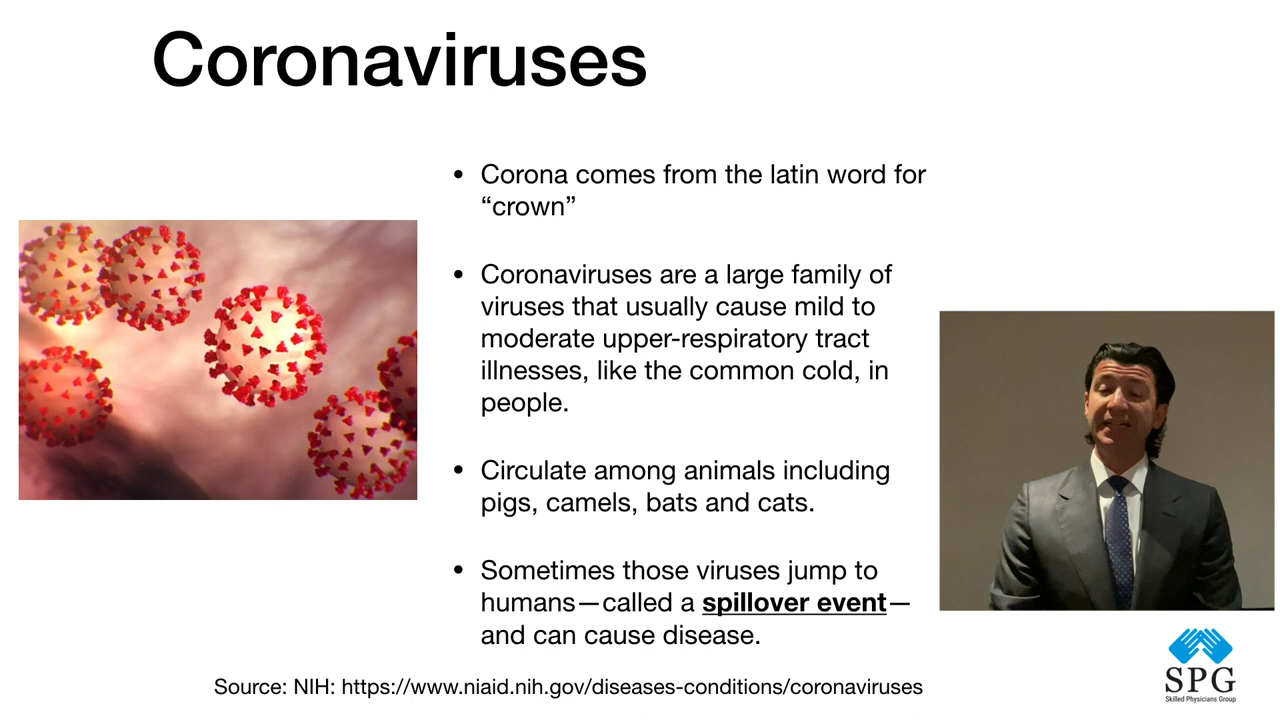 Coronaviruses
• Corona comes from the latin word for
“crown”
• Coronaviruses are a large family of
viruses that usually cause mild to
moderate upper-respiratory tract
illnesses, like the common cold, in
people.
• Circulate among animals including
pigs, camels, bats and cats.
• Sometimes those viruses jump to
humans—called a spillover event—
and can cause disease.
Source: NIH: https://www.niaid.nih.gov/diseases-conditions/coronaviruses
SPG
Skilled Physicians Group